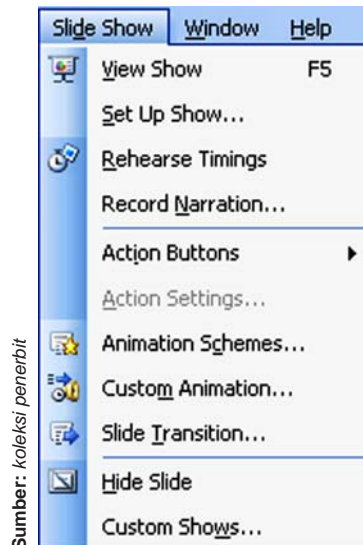 Slide Show Window Help
View Show F5
Set Up Show...
Rehearse Timings
Record Narration...
Action Buttons
Action Settings...
Animation Schemes...
Custom Animation...
Slide Transition...
Hide Slide
Custom Shows...
Sumber: koleksi penerbit